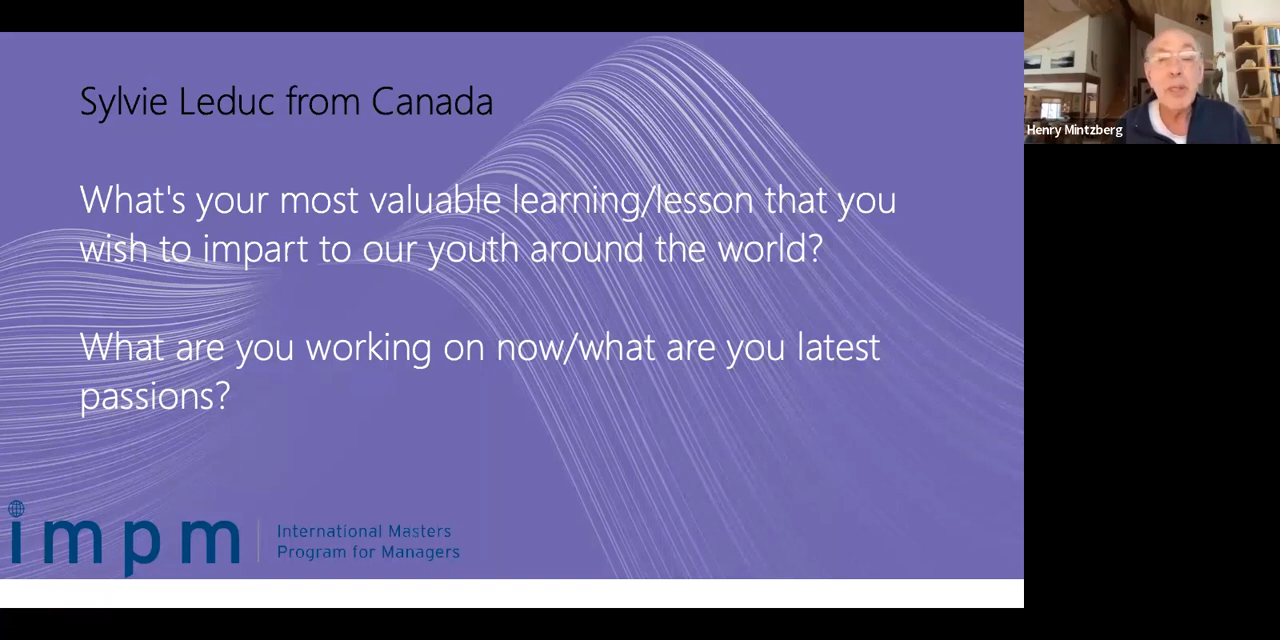 Sylvie Leduc from Canada
What's your most valuable learning/lesson that you
wish to impart to our youth around the world?
What are you working on now/what are you latest
passions?
impm
International Masters
Program for Managers
Henry Mintzberg